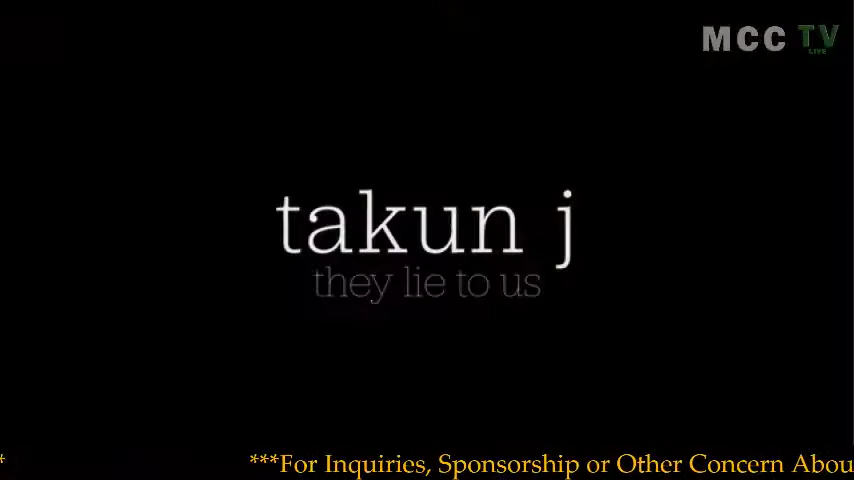 MCC TV
LIVE
takun j
they lie to us
* ***For Inquiries, Sponsorship or Other Concern Abou